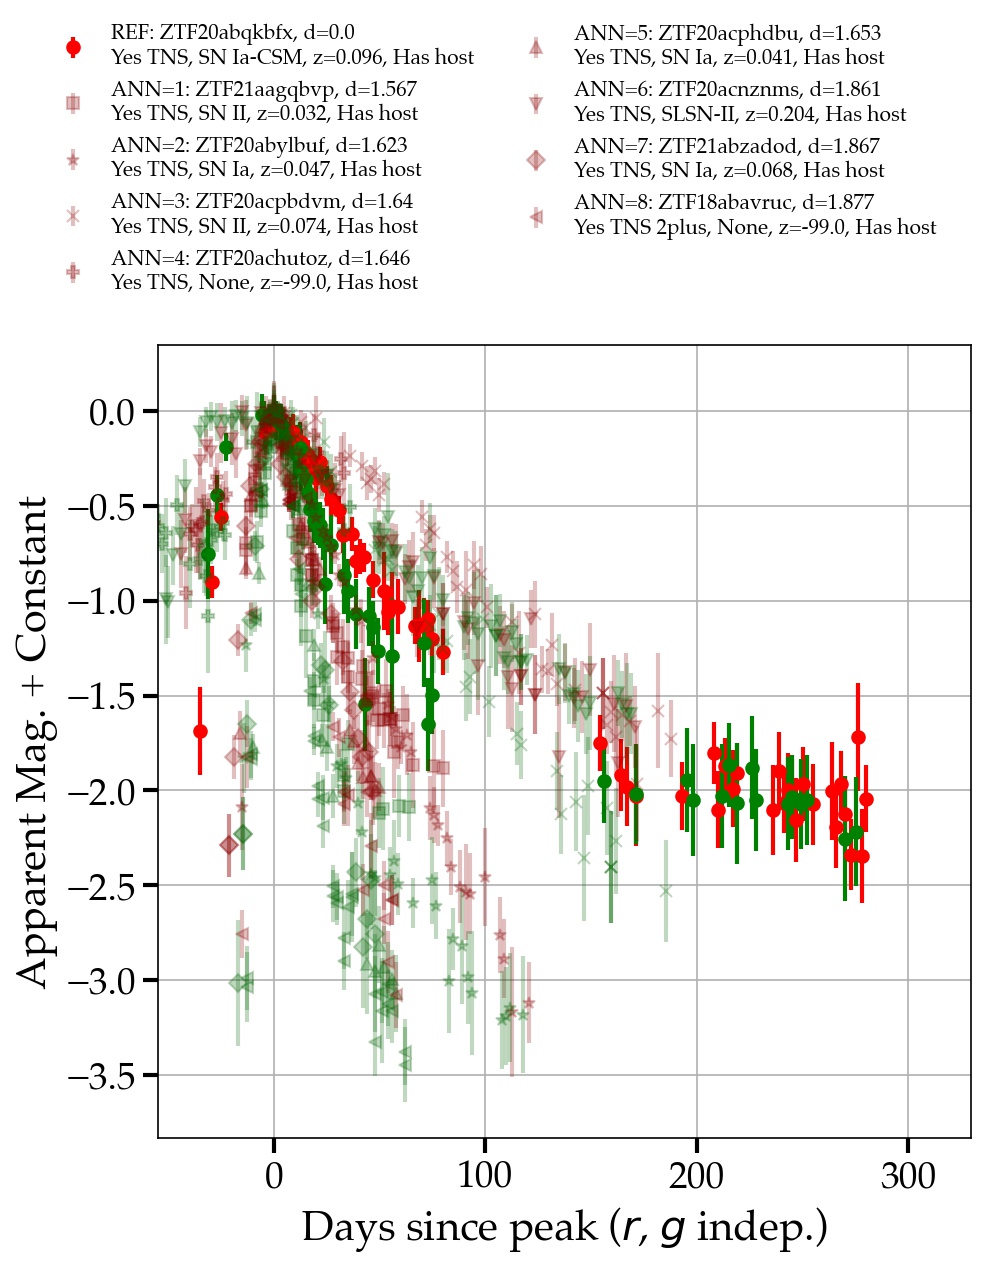 REF: ZTF20abqkbfx, d=0.0
Yes TNS, SN Ia-CSM, z=0.096, Has host
ANN=1: ZTF21aagqbvp, d=1.567
Yes TNS, SN II, z=0.032, Has host
ANN=2: ZTF20abylbuf, d=1.623
Yes TNS, SN Ia, z=0.047, Has host
ANN=3: ZTF20acpbdvm, d=1.64
Yes TNS, SN II, z=0.074, Has host
ANN=4: ZTF20achutoz, d=1.646
Yes TNS, None, z=-99.0, Has host
ANN=5: ZTF20acphdbu, d=1.653
Yes TNS, SN Ia, z=0.041, Has host
ANN=6: ZTF20acnznms, d=1.861
Yes TNS, SLSN-II, z=0.204, Has host
ANN=7: ZTF21abzadod, d=1.867
Yes TNS, SN Ia, z=0.068, Has host
ANN=8: ZTF18abavruc, d=1.877
Yes TNS 2plus, None, z=-99.0, Has host
Apparent Mag. + Constant
0.0
−0.5
−1.0
−1.5
−2.0
−2.5
−3.0
−3.5
0
100
200
300
Days since peak (r, g indep.)